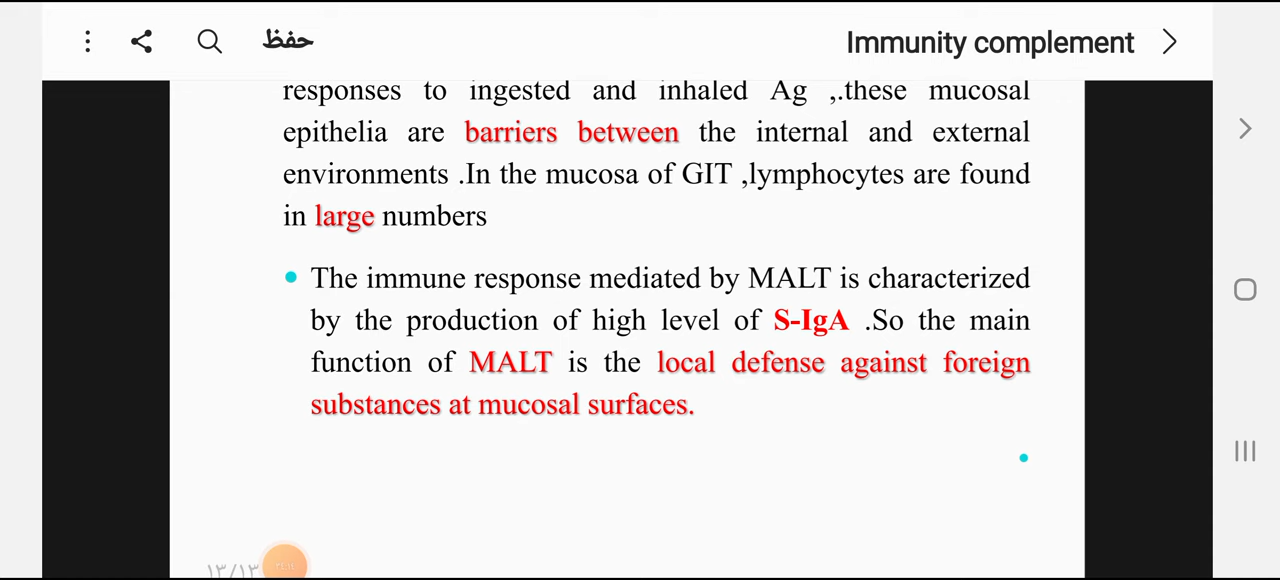 حفظ
Immunity complement
responses to ingested and inhaled Ag ,.these mucosal
epithelia are barriers between the internal and external
environments .In the mucosa of GIT ,lymphocytes are found
in large numbers
• The immune response mediated by MALT is characterized
by the production of high level of S-IgA .So the main
function of MALT is the local defense against foreign
substances at mucosal surfaces.
•
١٣/١٣